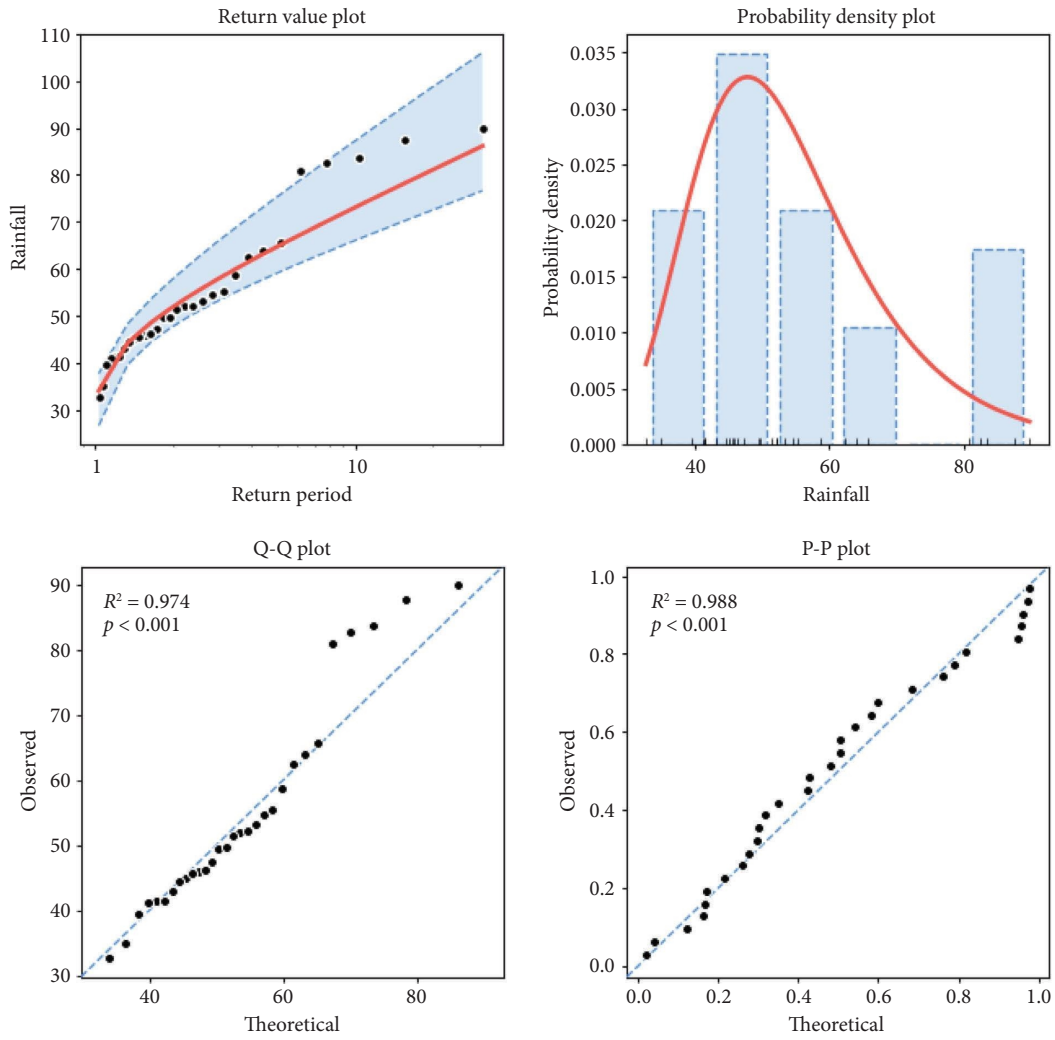 Return value plot
110
100
90
80
70
60
50
40
30
Rainfall
1
10
Return period
Probability density plot
0.035
0.030
0.025
0.020
0.015
0.010
0.005
0.000
Probability density
40
60
80
Rainfall
Q-Q plot
R² = 0.974
p < 0.001
90
80
70
60
50
40
30
Observed
40
60
80
Theoretical
P-P plot
R² = 0.988
p < 0.001
1.0
0.8
0.6
0.4
0.2
0.0
Observed
0.0
0.2
0.4
0.6
0.8
1.0
Theoretical